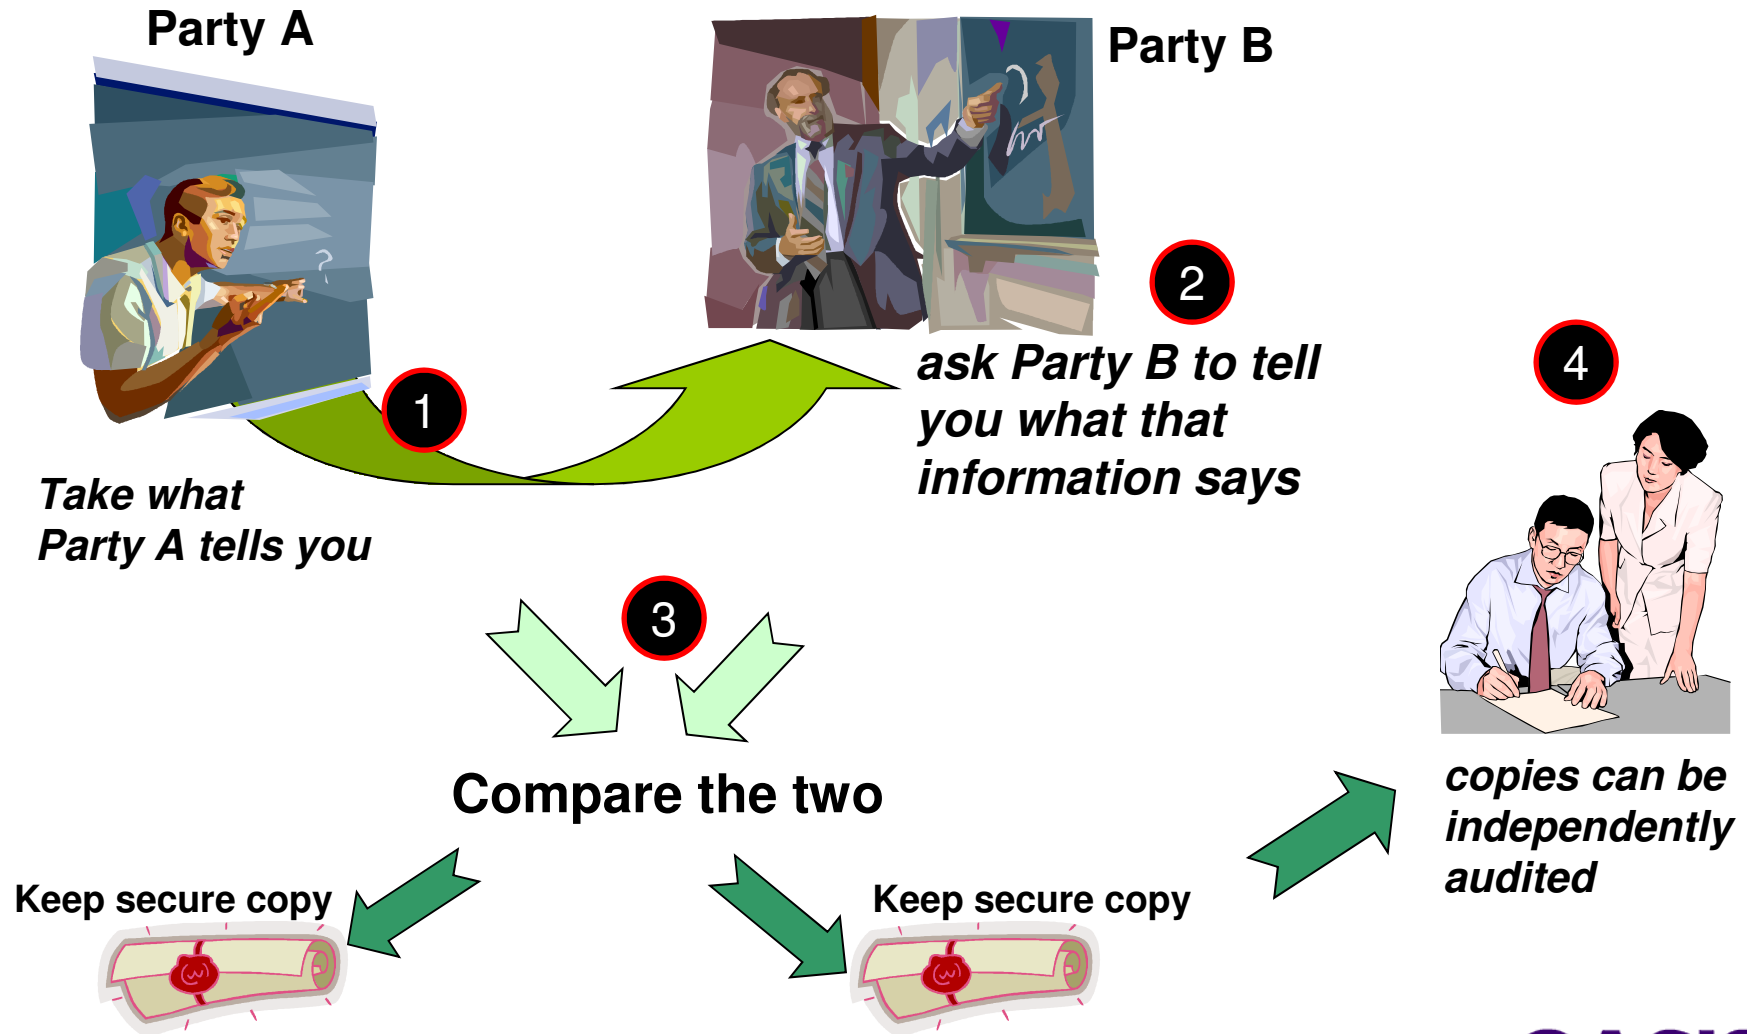 Party A
Party B
1
Take what
Party A tells you
2
ask Party B to tell
you what that
information says
3
Compare the two
Keep secure copy
Keep secure copy
4
copies can be
independently
audited